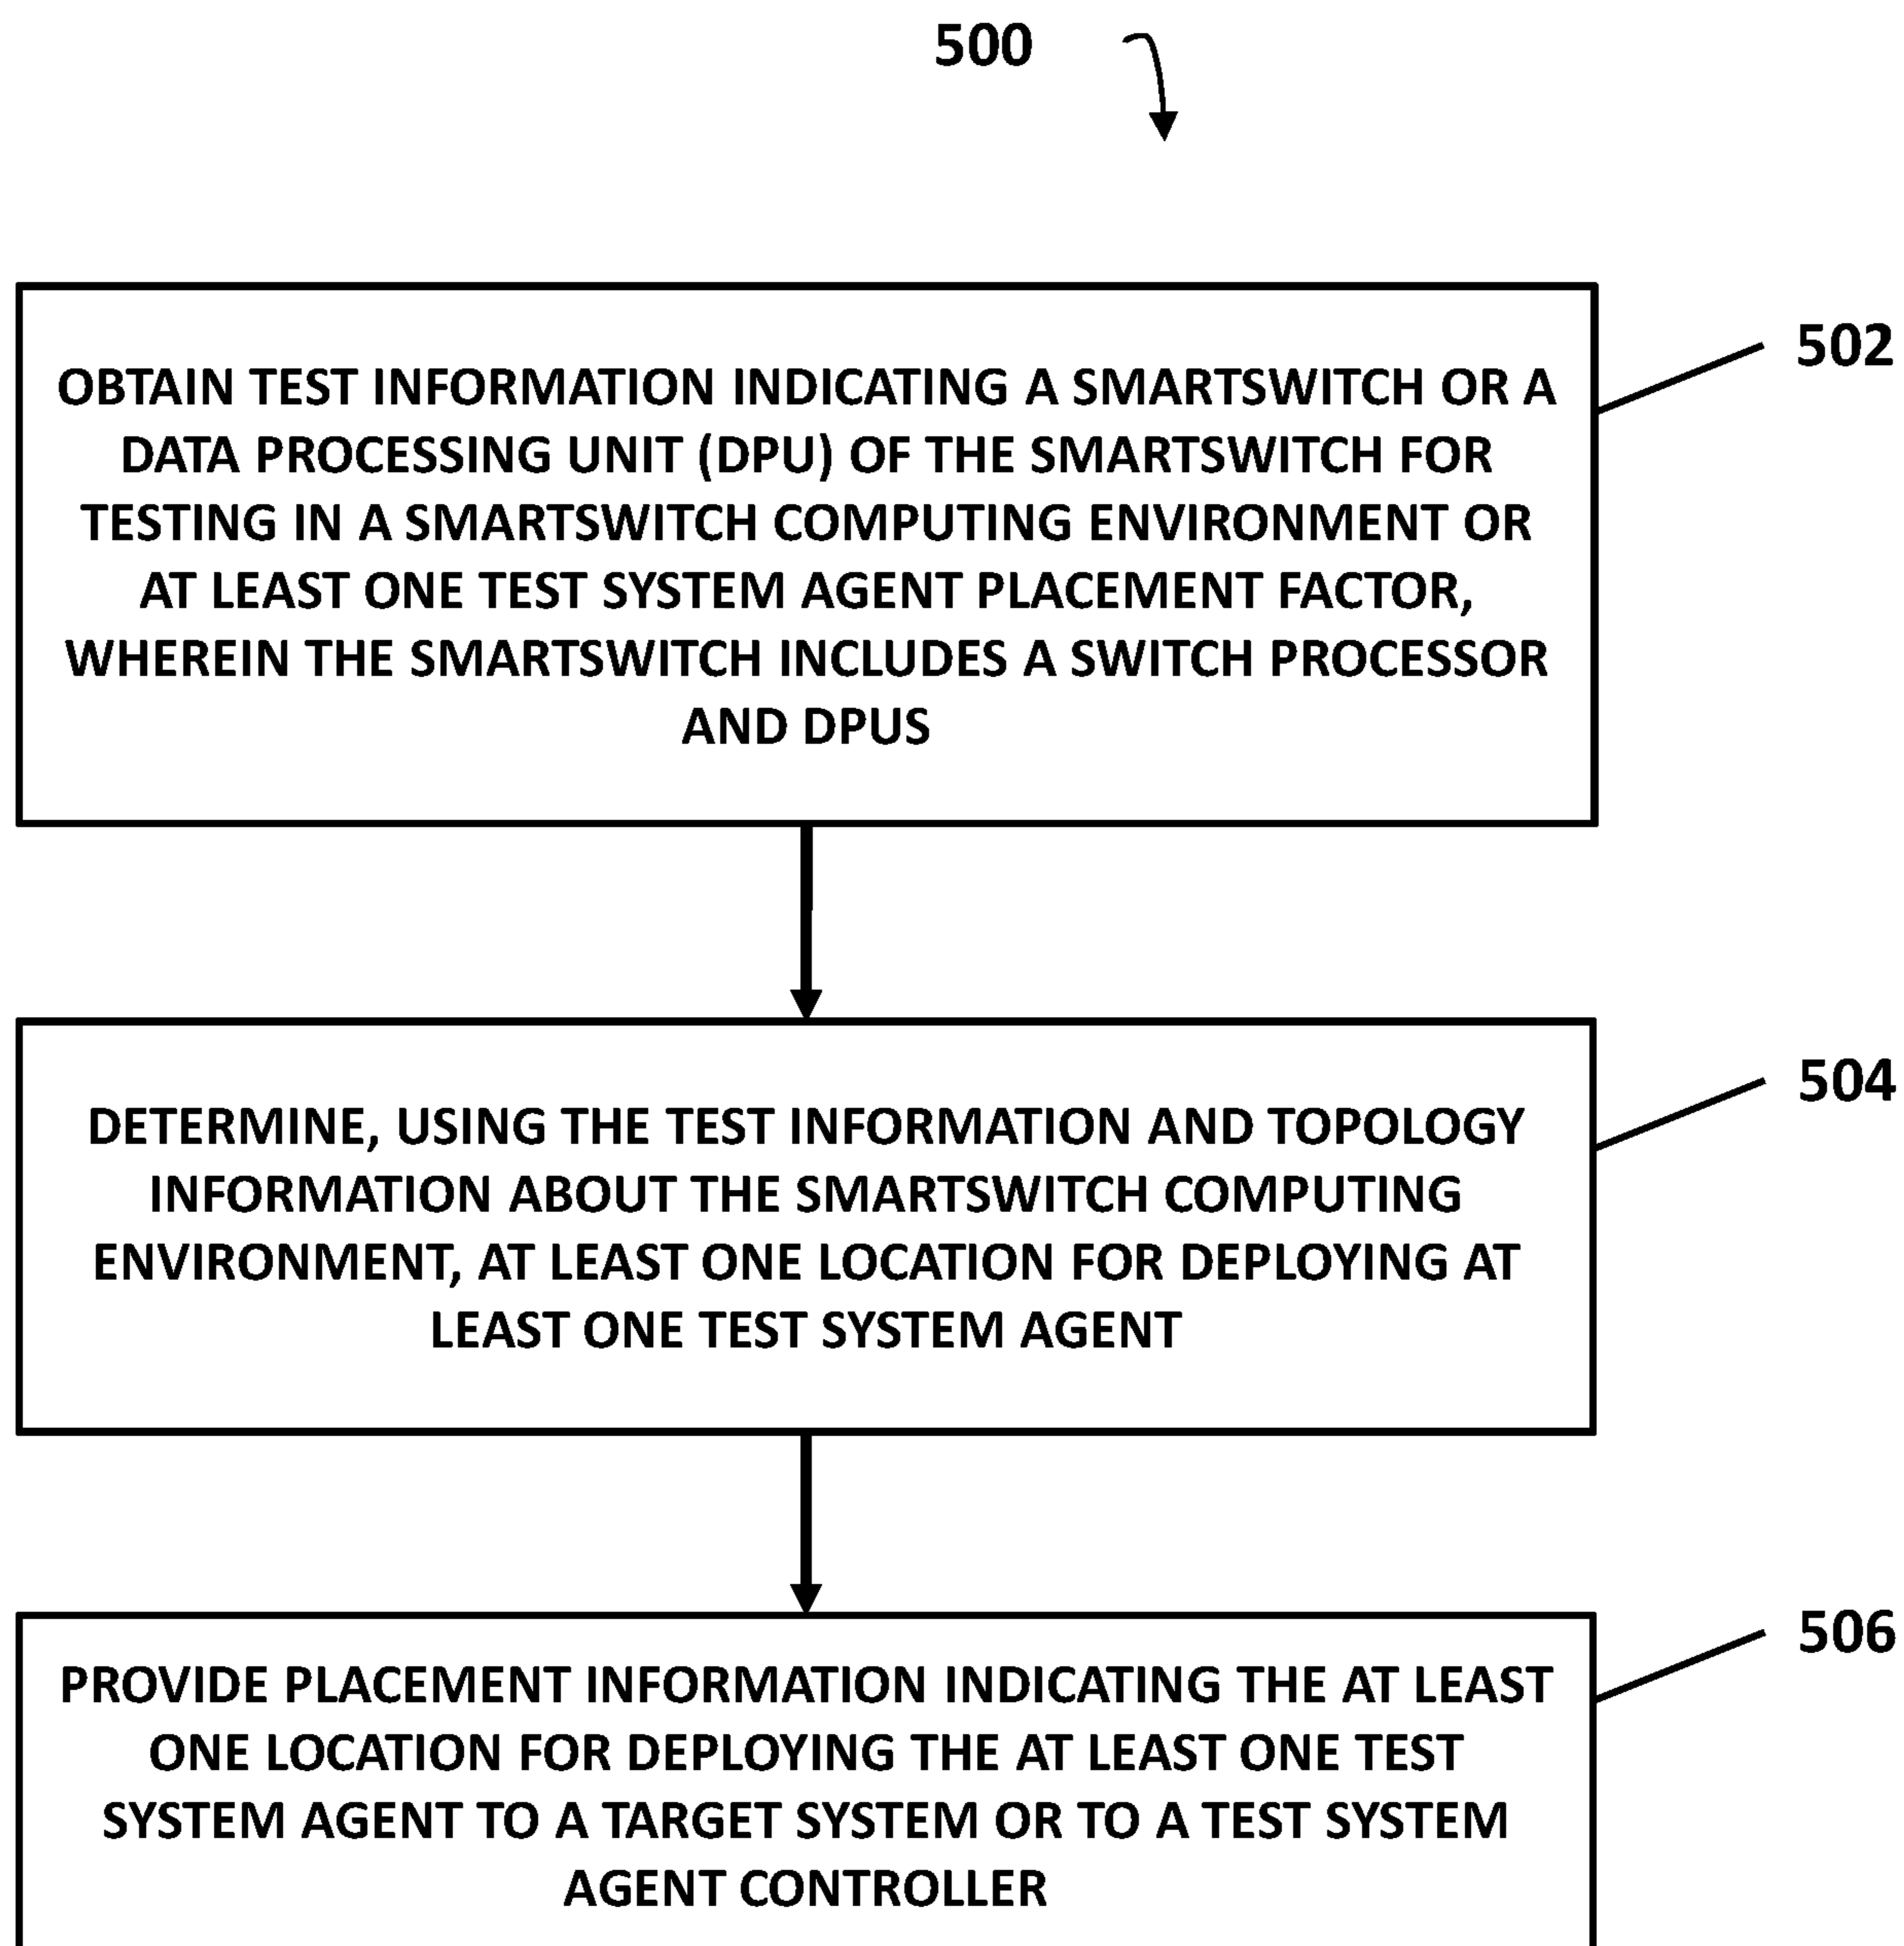 500
OBTAIN TEST INFORMATION INDICATING A SMARTSWITCH OR A
DATA PROCESSING UNIT (DPU) OF THE SMARTSWITCH FOR
TESTING IN A SMARTSWITCH COMPUTING ENVIRONMENT OR
AT LEAST ONE TEST SYSTEM AGENT PLACEMENT FACTOR,
WHEREIN THE SMARTSWITCH INCLUDES A SWITCH PROCESSOR
AND DPUS
502
DETERMINE, USING THE TEST INFORMATION AND TOPOLOGY
INFORMATION ABOUT THE SMARTSWITCH COMPUTING
ENVIRONMENT, AT LEAST ONE LOCATION FOR DEPLOYING AT
LEAST ONE TEST SYSTEM AGENT
504
PROVIDE PLACEMENT INFORMATION INDICATING THE AT LEAST
ONE LOCATION FOR DEPLOYING THE AT LEAST ONE TEST
SYSTEM AGENT TO A TARGET SYSTEM OR TO A TEST SYSTEM
AGENT CONTROLLER
506